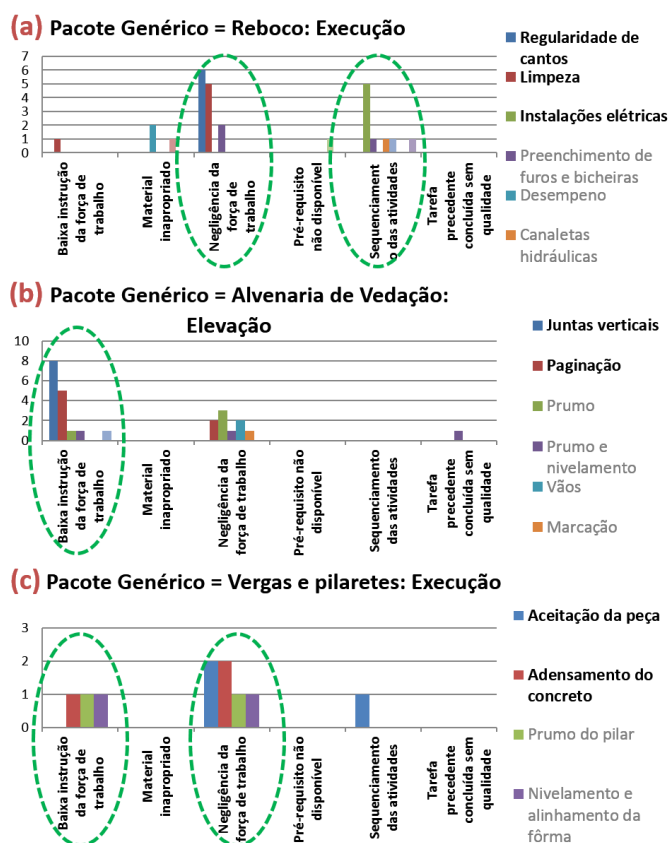 (a) Pacote Genérico = Reboco: Execução
7
6
5
4
3
2
1
0
Baixa instrução
da força de
trabalho
Material
inapropriado
Negligência da
força de
trabalho
Pré-requisito
não disponível
Sequenciament
o das atividades
Tarefa
precedente
concluída sem
qualidade
Regularidade de
cantos
Limpeza
Instalações elétricas
Preenchimento de
furos e bicheiras
Desempeno
Canaletas
hidráulicas
(b) Pacote Genérico = Alvenaria de Vedação:
Elevação
10
8
6
4
2
0
Baixa instrução
da força de
trabalho
Material
inapropriado
Negligência da
força de trabalho
Pré-requisito não
disponível
Sequenciamento
das atividades
Tarefa
precedente
concluída sem
qualidade
Juntas verticais
Paginação
Prumo
Prumo e
nivelamento
Vãos
Marcação
(c) Pacote Genérico = Vergas e pilaretes: Execução
3
2
1
0
Baixa instrução
da força de
trabalho
Material
inapropriado
Negligência da
força de trabalho
Pré-requisito não
disponível
Sequenciamento
das atividades
Tarefa
precedente
concluída sem
qualidade
Aceitação da peça
Adensamento do
concreto
Prumo do pilar
Nivelamento e
alinhamento da
fôrma